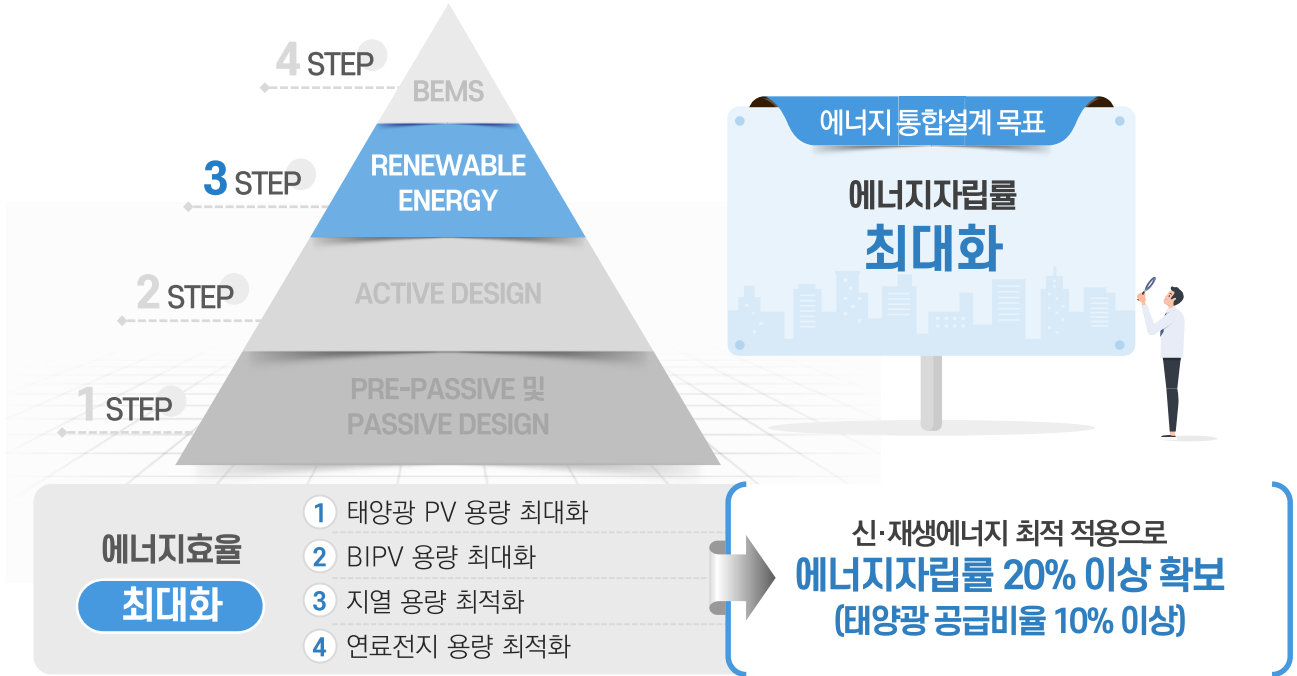 4 STEP
BEMS
3 STEP
RENEWABLE
ENERGY
2 STEP
ACTIVE DESIGN
1 STEP
PRE-PASSIVE 및
PASSIVE DESIGN
에너지 통합설계 목표
에너지자립률
최대화
에너지효율
최대화
1 태양광 PV 용량 최대화
2 BIPV 용량 최대화
3 지열 용량 최적화
4 연료전지 용량 최적화
신·재생에너지 최적 적용으로
에너지자립률 20% 이상 확보
(태양광 공급비율 10% 이상)